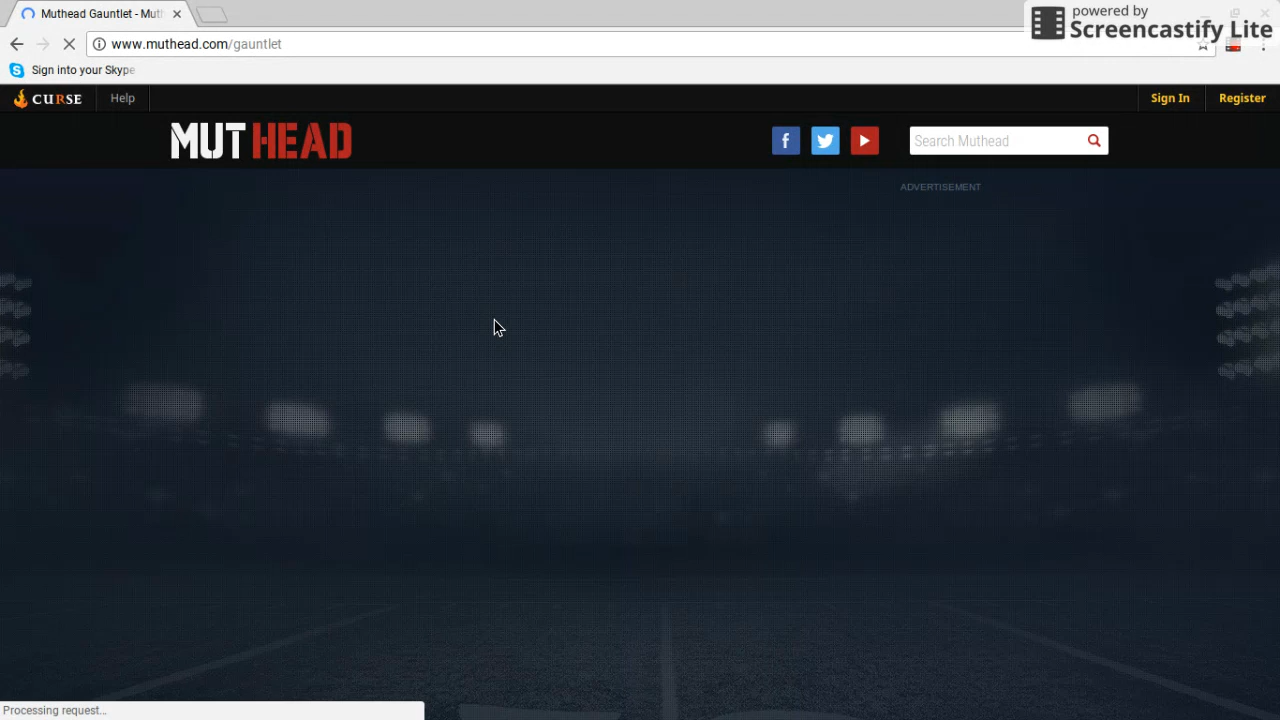 Muthead Gauntlet - Muth
powered by
Screencastify Lite
www.muthead.com/gauntlet
Sign into your Skype
CURSE
Help
Sign In
Register
MUTHEAD
f
Search Muthead
ADVERTISEMENT
Processing request...